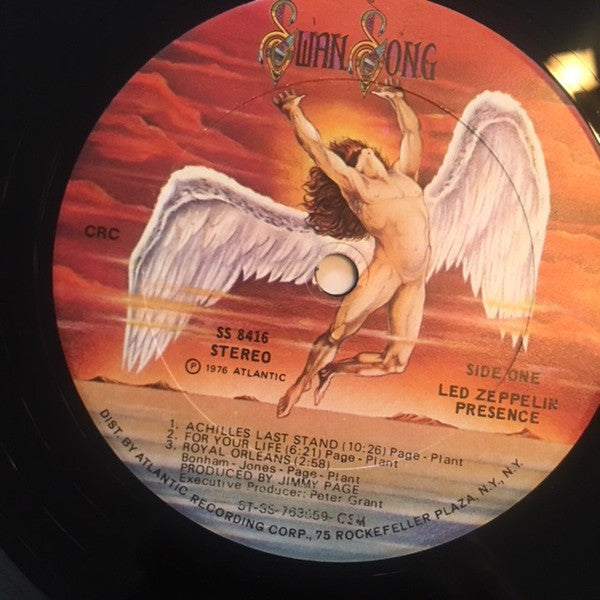 SWAN SONG
CRC
SS 8416
STEREO
Ⓟ 1976 ATLANTIC
SIDE ONE
LED ZEPPELIN
PRESENCE
1. ACHILLES LAST STAND (10:26) Page - Plant
2. FOR YOUR LIFE (6:21) Page - Plant
3. ROYAL ORLEANS (2:58)
Bonham - Jones - Page - Plant
PRODUCED BY JIMMY PAGE
Executive Producer: Peter Grant
DIST. BY ATLANTIC RECORDING CORP., 75 ROCKEFELLER PLAZA, N.Y., N.Y.